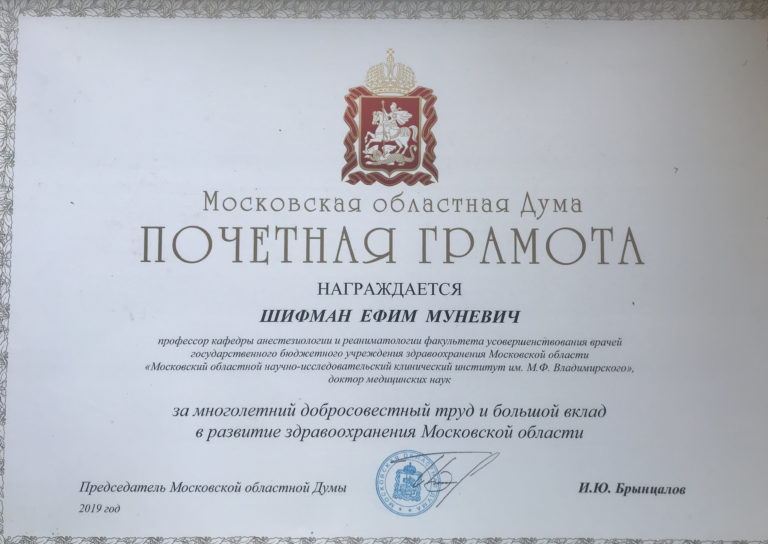 Московская областная Дума
ПОЧЕТНАЯ ГРАМОТА
НАГРАЖДАЕТСЯ
ШИФМАН ЕФИМ МУНЕВИЧ
профессор кафедры анестезиологии и реаниматологии факультета усовершенствования врачей
государственного бюджетного учреждения здравоохранения Московской области
«Московский областной научно-исследовательский клинический институт им. М.Ф. Владимирского»,
доктор медицинских наук
за многолетний добросовестный труд и большой вклад
в развитие здравоохранения Московской области
Председатель Московской областной Думы
И.Ю. Брынцалов
2019 год